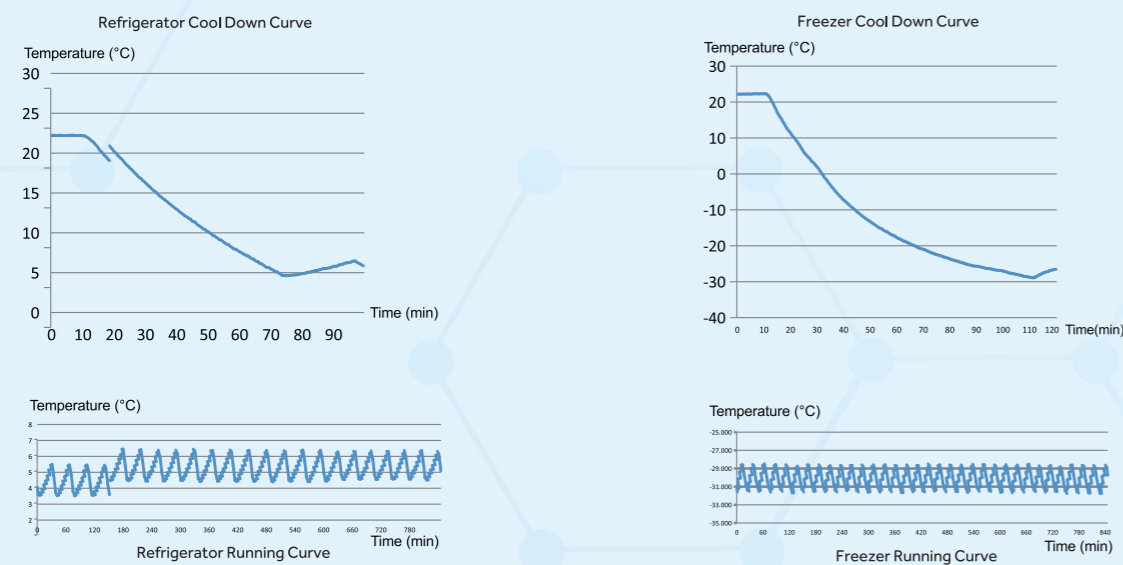 Refrigerator Cool Down Curve
Temperature (°C)
30
25
20
15
10
5
0
0 10 20 30 40 50 60 70 80 90
Time (min)
Freezer Cool Down Curve
Temperature (°C)
30
20
10
0
-10
-20
-30
-40
0 10 20 30 40 50 60 70 80 90 100 110 120
Time(min)
Temperature (°C)
8
7
6
5
4
3
2
0 60 120 180 240 300 360 420 480 540 600 660 720 780
Time (min)
Refrigerator Running Curve
Temperature (°C)
-25.000
-27.000
-29.000
-31.000
-33.000
-35.000
0 60 120 180 240 300 360 420 480 540 600 660 720 780 840
Time (min)
Freezer Running Curve